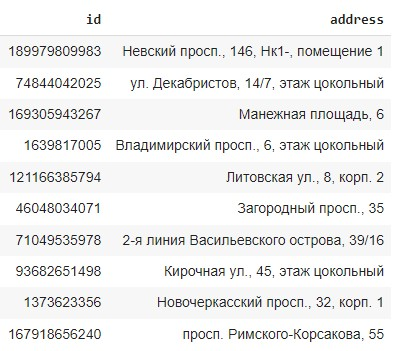 id address
189979809983 Невский просп., 146, Нк1-, помещение 1
74844042025 ул. Декабристов, 14/7, этаж цокольный
169305943267 Манежная площадь, 6
1639817005 Владимирский просп., 6, этаж цокольный
121166385794 Литовская ул., 8, корп. 2
46048034071 Загородный просп., 35
71049535978 2-я линия Васильевского острова, 39/16
93682651498 Кирочная ул., 45, этаж цокольный
1373623356 Новочеркасский просп., 32, корп. 1
167918656240 просп. Римского-Корсакова, 55